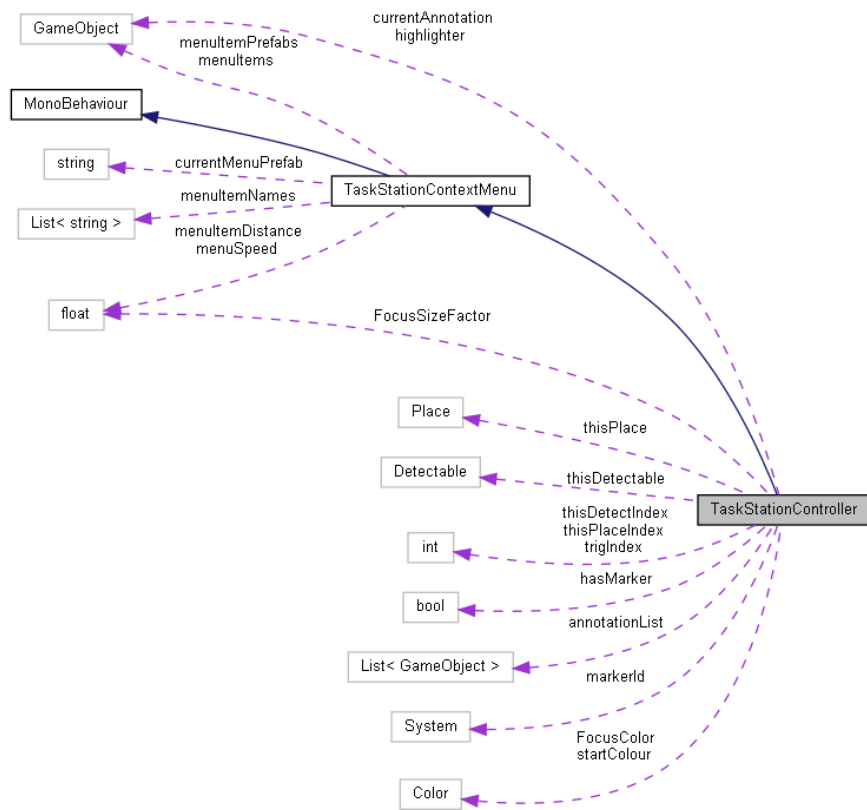 currentAnnotation
highlighter
GameObject
menuItemPrefabs
menuItems
MonoBehaviour
string
currentMenuPrefab
TaskStationContextMenu
menuItemNames
List< string >
menuItemDistance
menuSpeed
float
FocusSizeFactor
Place
thisPlace
Detectable
thisDetectable
TaskStationController
thisDetectIndex
thisPlaceIndex
trigIndex
int
hasMarker
bool
annotationList
List< GameObject >
markerId
System
FocusColor
startColour
Color